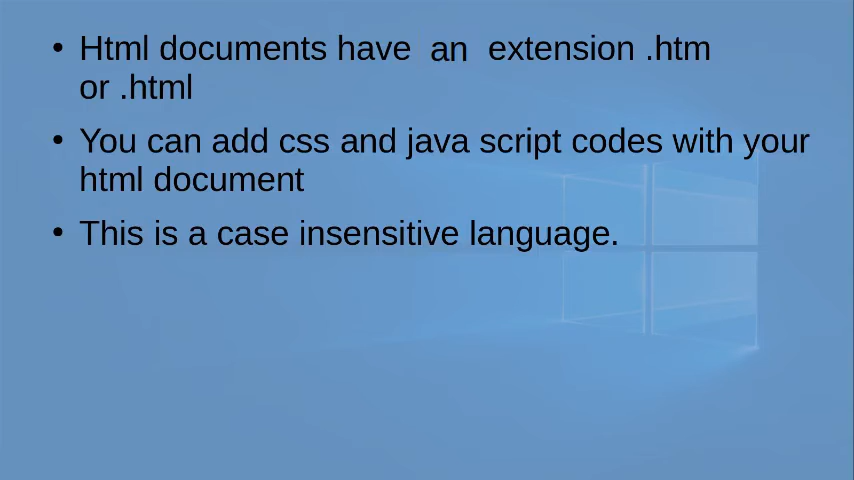 • Html documents have an extension .htm
or .html
• You can add css and java script codes with your
html document
• This is a case insensitive language.